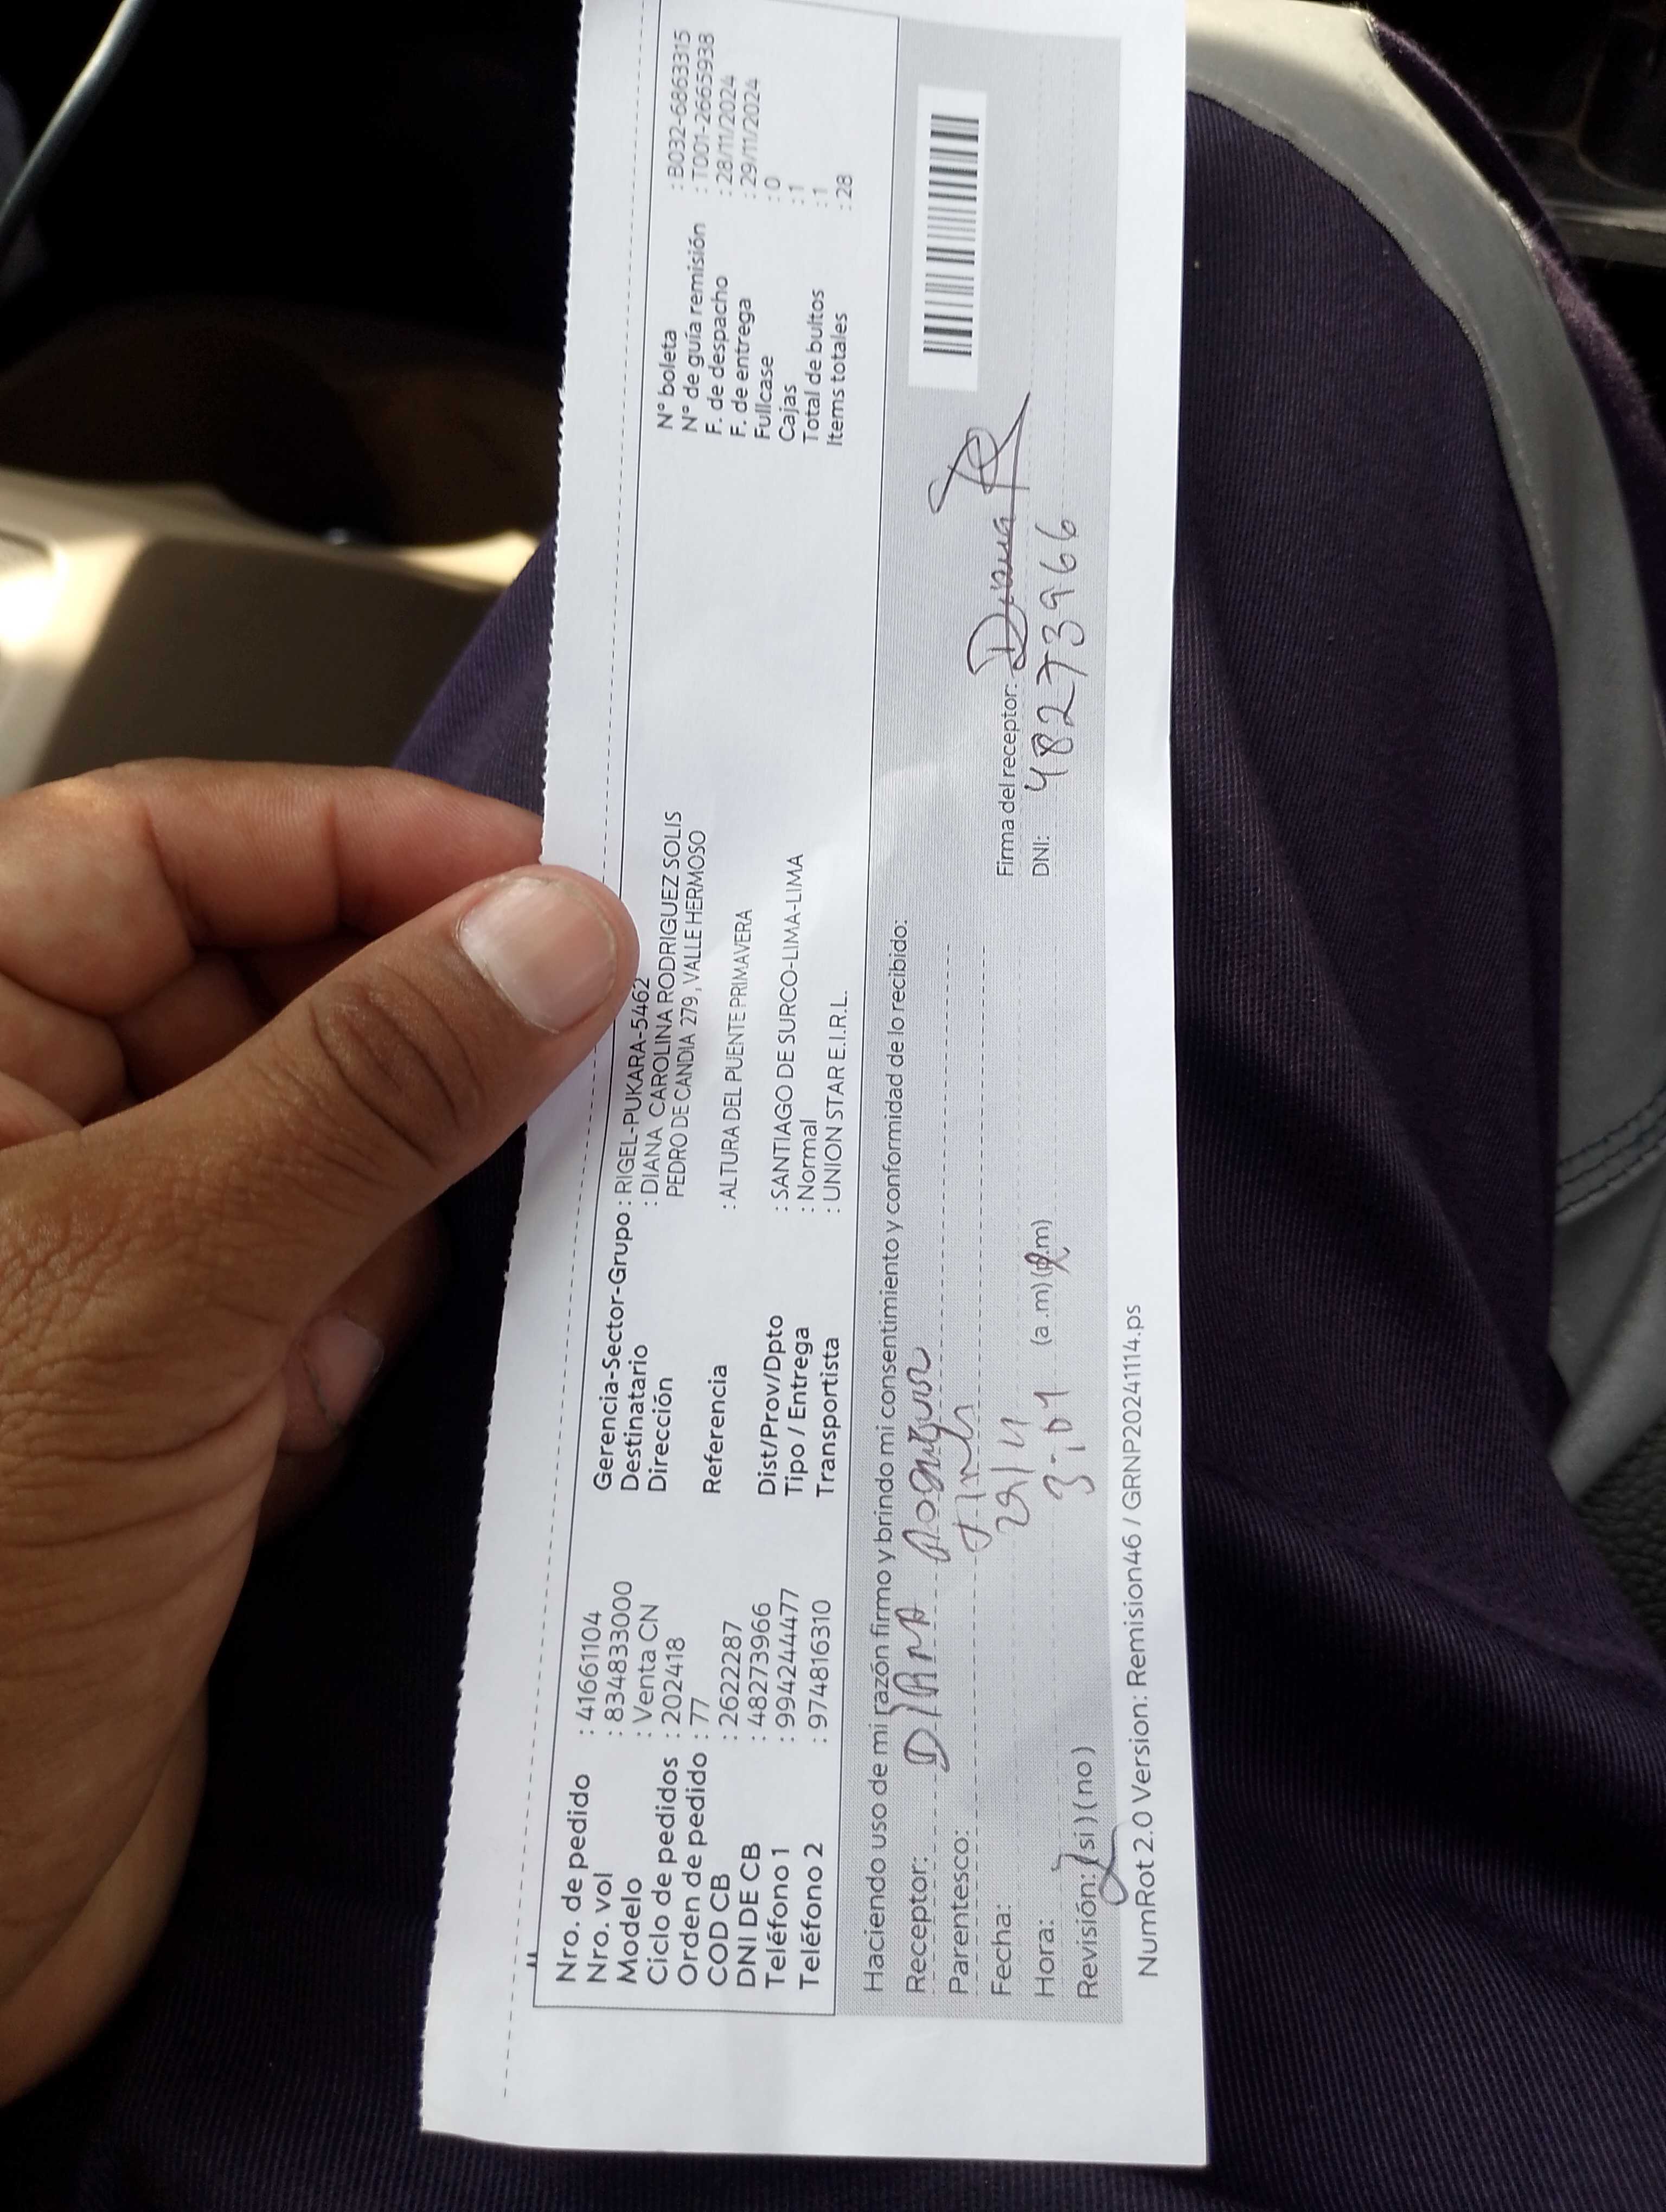 Nro. de pedido : 41661104
Nro. vol : 834833000
Modelo : Venta CN
Ciclo de pedidos : 202418
Orden de pedido : 77
COD CB : 2622287
DNI DE CB : 48273966
Teléfono 1 : 994244477
Teléfono 2 : 974816310
Gerencia-Sector-Grupo : RIGEL-PUKARA-5462
Destinatario : DIANA CAROLINA RODRIGUEZ SOLIS
Dirección PEDRO DE CANDIA 279 , VALLE HERMOSO
Referencia : ALTURA DEL PUENTE PRIMAVERA
Dist/Prov/Dpto : SANTIAGO DE SURCO-LIMA-LIMA
Tipo / Entrega : Normal
Transportista : UNION STAR E.I.R.L.
N° boleta : B032-6863315
N° de guía remisión : T001-2665938
F. de despacho : 28/11/2024
F. de entrega : 29/11/2024
Fullcase : 0
Cajas : 1
Total de bultos : 1
Items totales : 28
Haciendo uso de mi razón firmo y brindo mi consentimiento y conformidad de lo recibido:
Receptor: DIANA
Parentesco:
Fecha:
Hora: (a.m) (p.m)
Revisión: (si) (no)
Firma del receptor: Diana
DNI: 48273966
NumRot 2.0 Version: Remision46 / GRNP20241114.ps